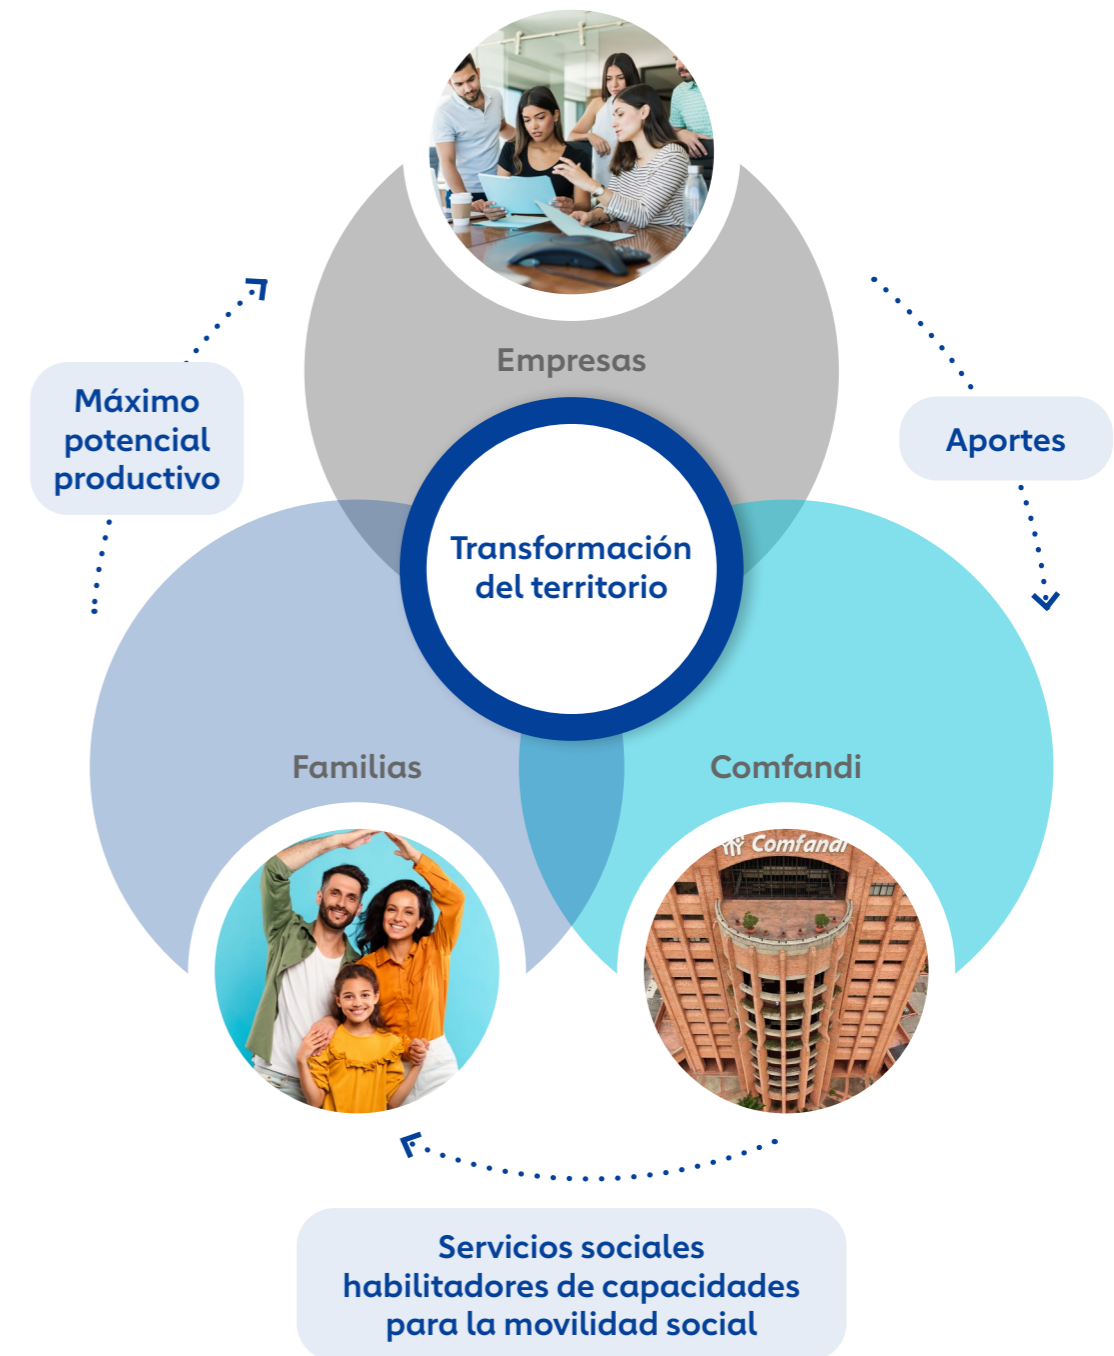 Empresas
Máximo
potencial
productivo
Aportes
Transformación
del territorio
Familias
Comfandi
Comfandi
Servicios sociales
habilitadores de capacidades
para la movilidad social